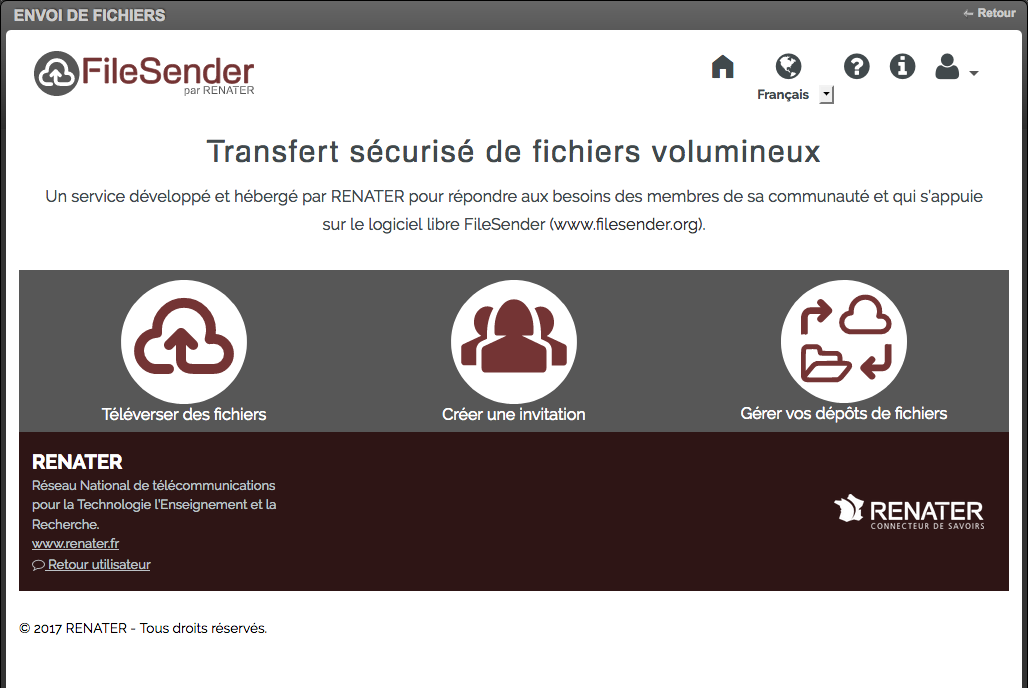 ENVOI DE FICHIERS
← Retour
FileSender
par RENATER
Français
Transfert sécurisé de fichiers volumineux
Un service développé et hébergé par RENATER pour répondre aux besoins des membres de sa communauté et qui s'appuie
sur le logiciel libre FileSender (www.filesender.org).
Téléverser des fichiers
Créer une invitation
Gérer vos dépôts de fichiers
RENATER
Réseau National de télécommunications
pour la Technologie l'Enseignement et la
Recherche.
www.renater.fr
Retour utilisateur
RENATER
CONNECTEUR DE SAVOIRS
© 2017 RENATER - Tous droits réservés.